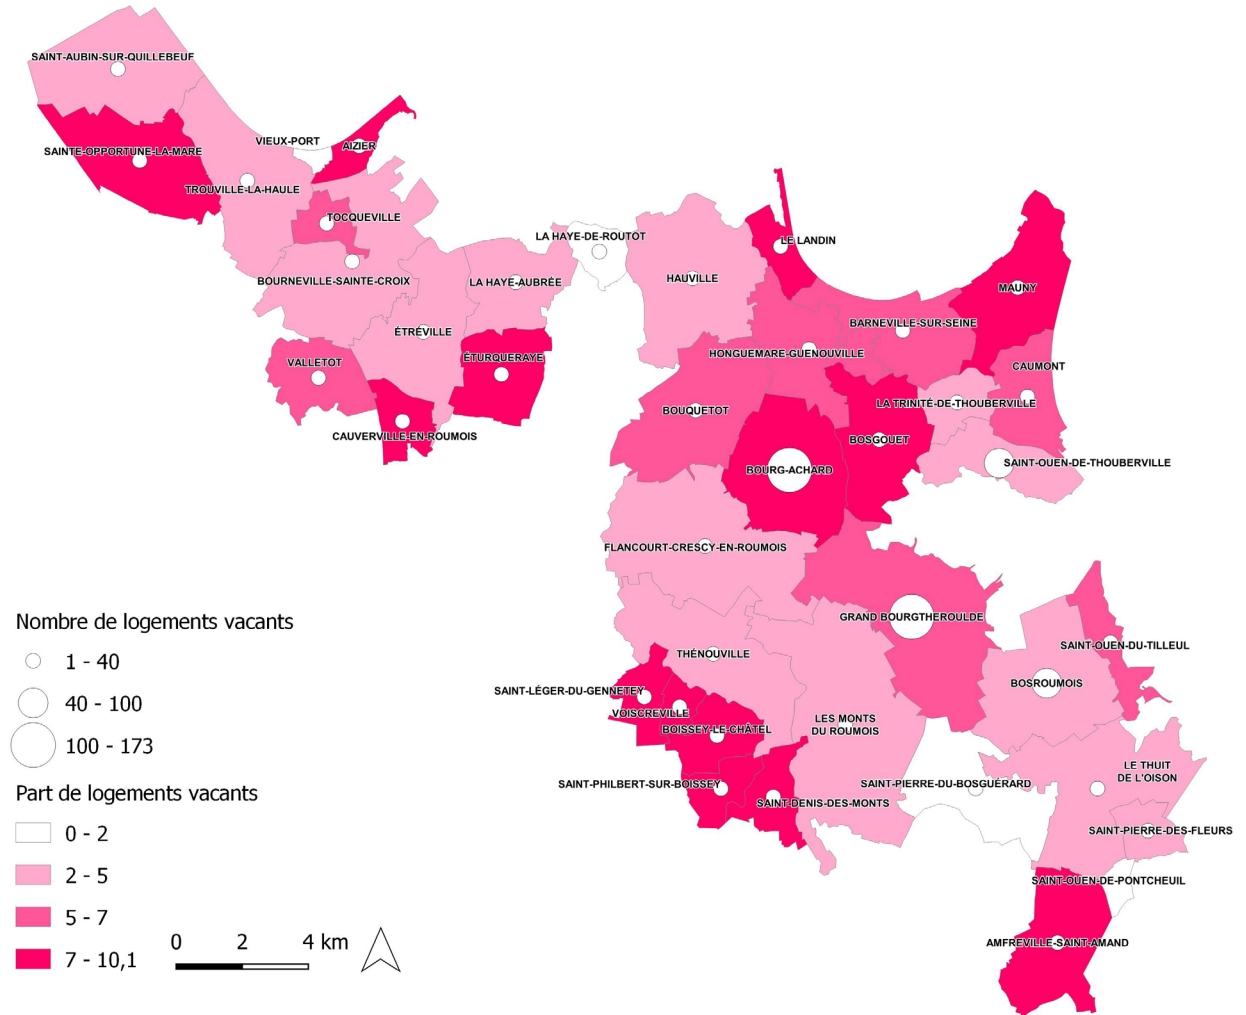 SAINT-AUBIN-SUR-QUILLEBEUF
VIEUX-PORT
AIZIER
SAINTE-OPPORTUNE-LA-MARE
TROUVILLE-LA-HAULE
TOCQUEVILLE
LA HAYE-DE-ROUTOT
LE LANDIN
BOURNEVILLE-SAINTE-CROIX
LA HAYE-AUBRÉE
HAUVILLE
MAUNY
ÉTRÉVILLE
BARNEVILLE-SUR-SEINE
VALLETOT
ÉTURQUERAYE
HONGUEMARE-GUENOUVILLE
CAUMONT
BOUQUETOT
LA TRINITÉ-DE-THOUBERVILLE
CAUVERVILLE-EN-ROUMOIS
BOSGOUET
BOURG-ACHARD
SAINT-OUEN-DE-THOUBERVILLE
FLANCOURT-CRESCY-EN-ROUMOIS
GRAND BOURGTHEROULDE
SAINT-OUEN-DU-TILLEUL
THÉNOUVILLE
BOSROUMOIS
SAINT-LÉGER-DU-GENNETEY
VOISCREVILLE
BOISSEY-LE-CHÂTEL
LES MONTS
DU ROUMOIS
LE THUIT
DE L'OISON
SAINT-PHILBERT-SUR-BOISSEY
SAINT-PIERRE-DU-BOSGUÉRARD
SAINT-DENIS-DES-MONTS
SAINT-PIERRE-DES-FLEURS
SAINT-OUEN-DE-PONTCHEUIL
AMFREVILLE-SAINT-AMAND
Nombre de logements vacants
1 - 40
40 - 100
100 - 173
Part de logements vacants
0 - 2
2 - 5
5 - 7
7 - 10,1
0 2 4 km